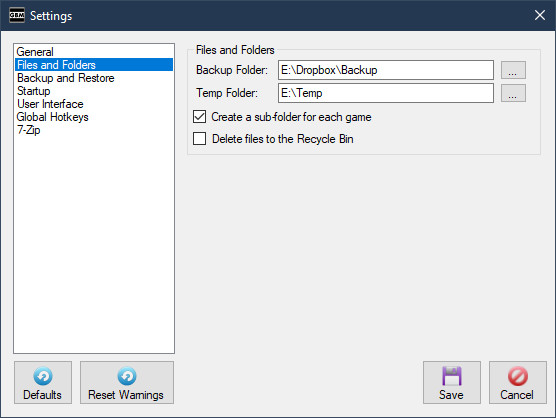 GBM Settings
General
Files and Folders
Backup and Restore
Startup
User Interface
Global Hotkeys
7-Zip
Files and Folders
Backup Folder: E:\Dropbox\Backup ...
Temp Folder: E:\Temp ...
Create a sub-folder for each game
Delete files to the Recycle Bin
Defaults
Reset Warnings
Save
Cancel